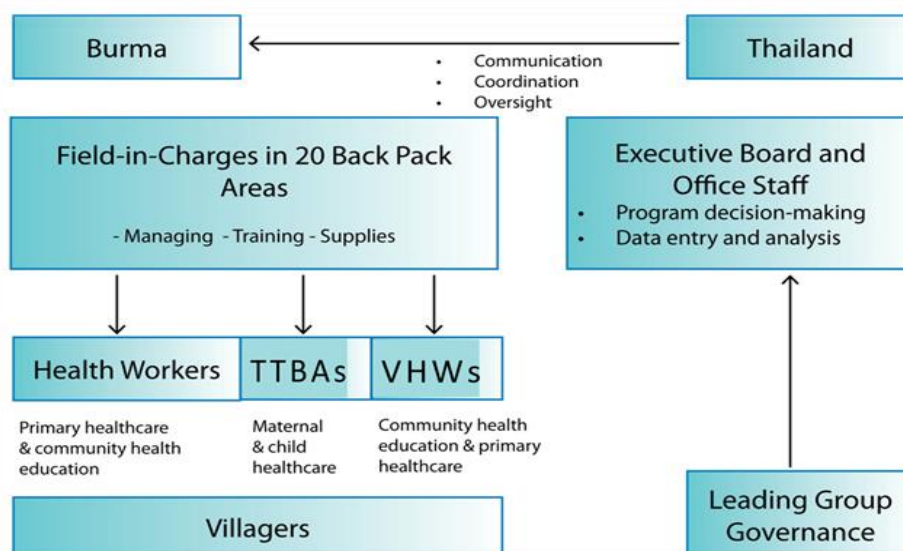 Burma
Thailand
• Communication
• Coordination
• Oversight
Field-in-Charges in 20 Back Pack
Areas
- Managing - Training - Supplies
Executive Board and
Office Staff
• Program decision-making
• Data entry and analysis
Health Workers
TTBAs
VHWs
Primary healthcare
& community health
education
Maternal
& child
healthcare
Community health
education & primary
healthcare
Villagers
Leading Group
Governance